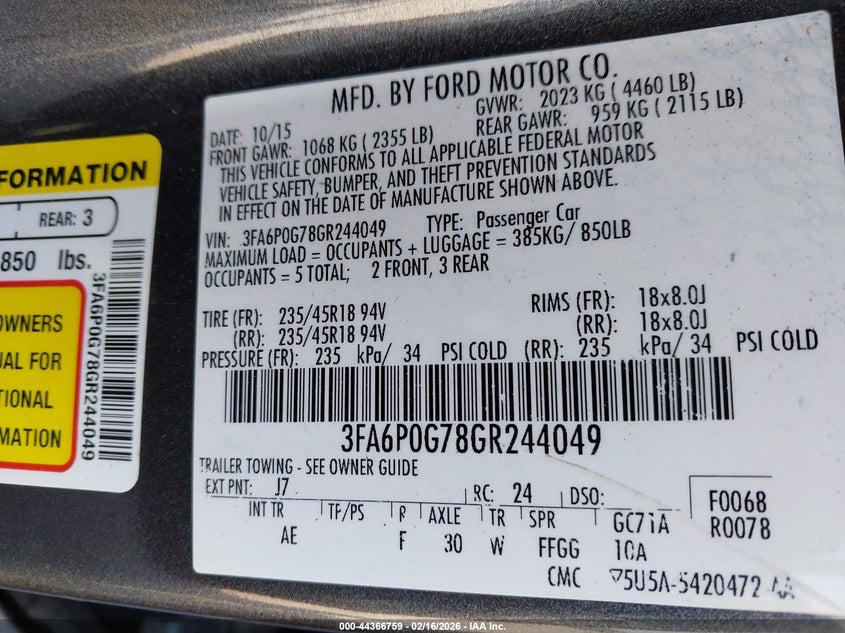 FORMATION
REAR: 3
850 lbs.
OWNERS
UAL FOR
TIONAL
MATION
3FA6P0G78GR244049
MFD. BY FORD MOTOR CO.
DATE: 10/15 GVWR: 2023 KG ( 4460 LB)
FRONT GAWR: 1068 KG ( 2355 LB) REAR GAWR: 959 KG ( 2115 LB)
THIS VEHICLE CONFORMS TO ALL APPLICABLE FEDERAL MOTOR
VEHICLE SAFETY, BUMPER, AND THEFT PREVENTION STANDARDS
IN EFFECT ON THE DATE OF MANUFACTURE SHOWN ABOVE.
VIN: 3FA6P0G78GR244049 TYPE: Passenger Car
MAXIMUM LOAD = OCCUPANTS + LUGGAGE = 385KG/ 850LB
OCCUPANTS = 5 TOTAL; 2 FRONT, 3 REAR
TIRE (FR): 235/45R18 94V RIMS (FR): 18x8.0J
(RR): 235/45R18 94V (RR): 18x8.0J
PRESSURE (FR): 235 kPa/ 34 PSI COLD (RR): 235 kPa/ 34 PSI COLD
3FA6P0G78GR244049
TRAILER TOWING - SEE OWNER GUIDE
EXT PNT: J7 RC: 24 DSO: F0068
INT TR TP/PS R AXLE TR SPR GC71A R0078
AE F 30 W FFGG 10A
CMC 5U5A-5420472-AA
000-44366759 - 02/16/2026 - IAA Inc.